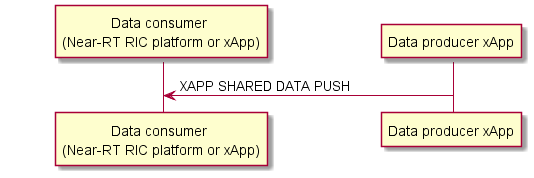 Data consumer
(Near-RT RIC platform or xApp)
Data producer xApp
XAPP SHARED DATA PUSH
Data consumer
(Near-RT RIC platform or xApp)
Data producer xApp